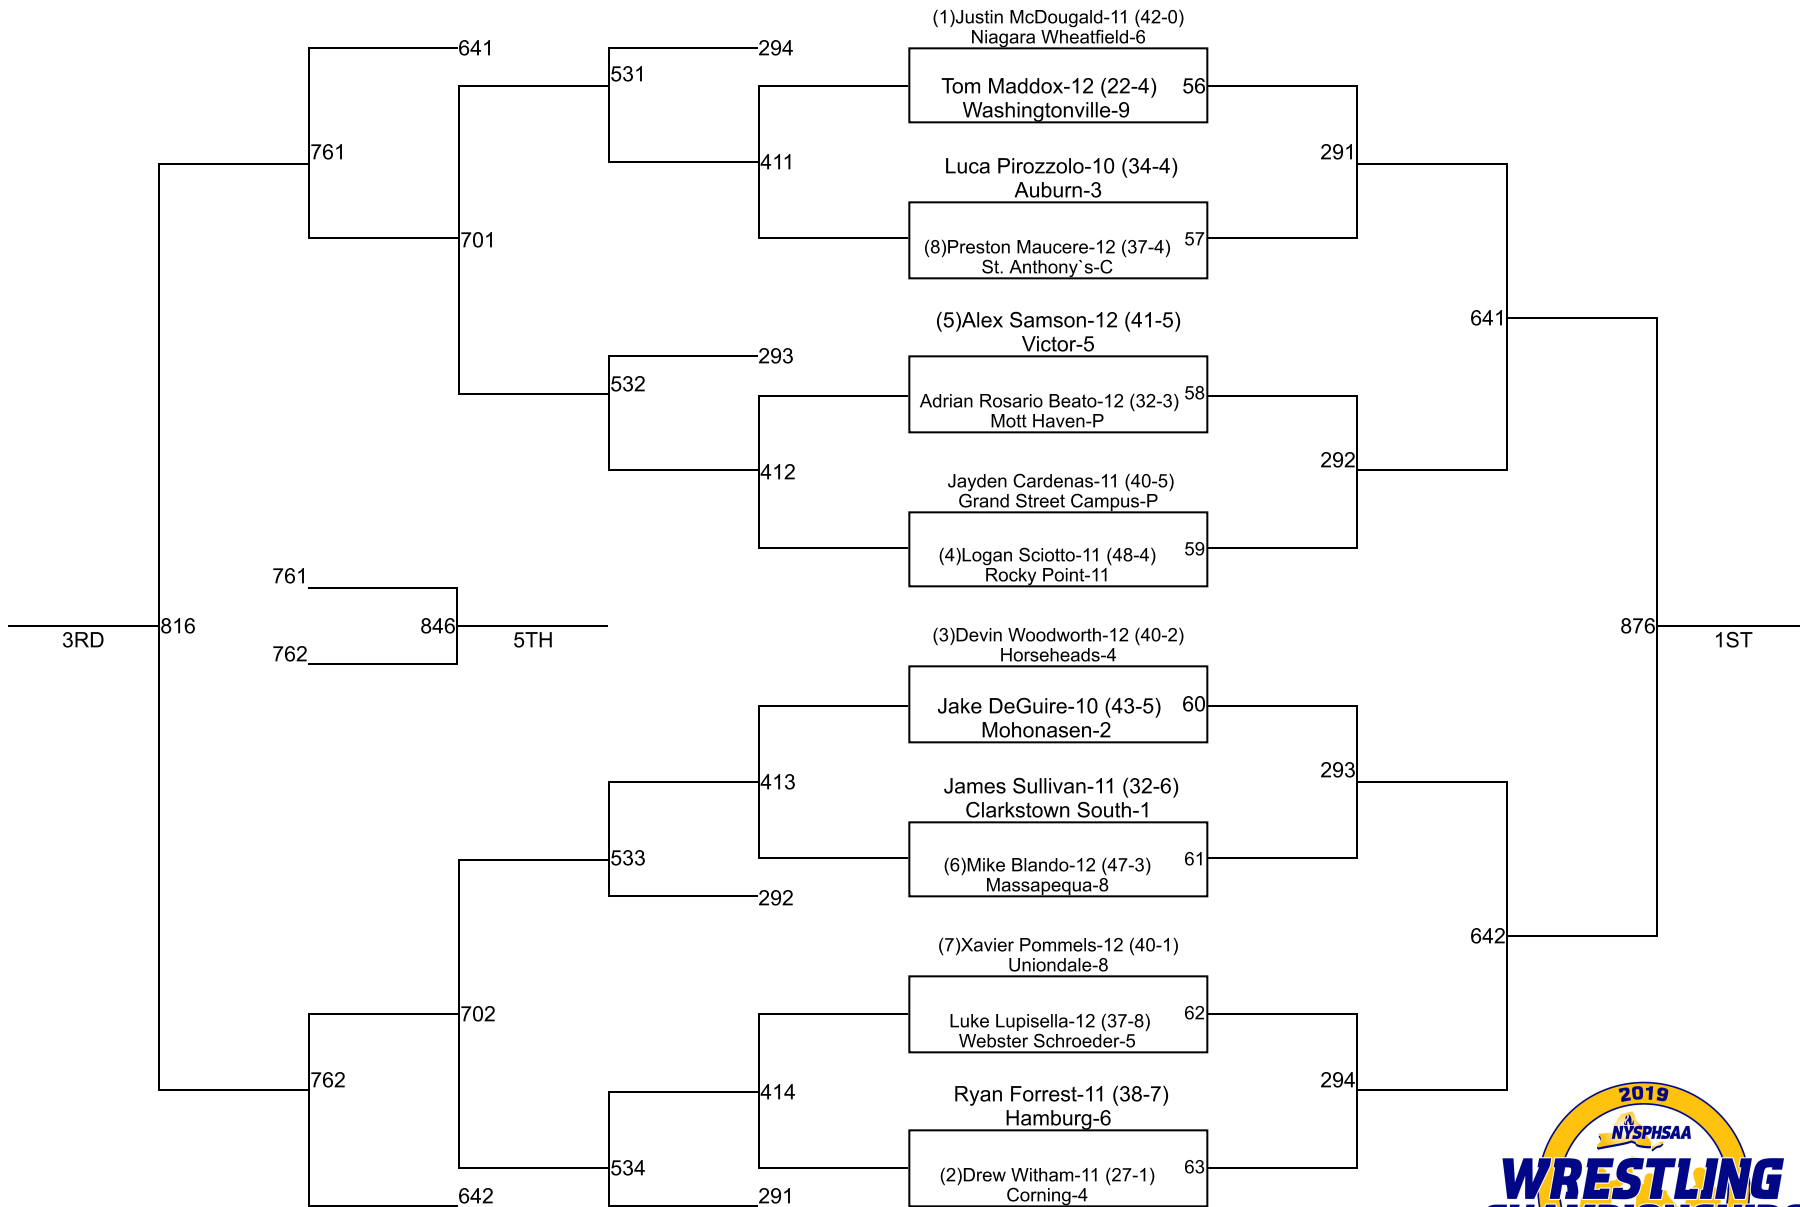 (1)Justin McDougald-11 (42-0)
Niagara Wheatfield-6
641
294
531
Tom Maddox-12 (22-4) 56
Washingtonville-9
761
411
291
Luca Pirozzolo-10 (34-4)
Auburn-3
701
(8)Preston Maucere-12 (37-4) 57
St. Anthony`s-C
(5)Alex Samson-12 (41-5)
Victor-5
641
293
532
Adrian Rosario Beato-12 (32-3) 58
Mott Haven-P
412
292
Jayden Cardenas-11 (40-5)
Grand Street Campus-P
(4)Logan Sciotto-11 (48-4) 59
Rocky Point-11
761
3RD
816
846
5TH
762
(3)Devin Woodworth-12 (40-2)
Horseheads-4
876
1ST
Jake DeGuire-10 (43-5) 60
Mohonasen-2
413
293
James Sullivan-11 (32-6)
Clarkstown South-1
533
(6)Mike Blando-12 (47-3) 61
Massapequa-8
292
(7)Xavier Pommels-12 (40-1)
Uniondale-8
642
702
Luke Lupisella-12 (37-8) 62
Webster Schroeder-5
762
414
294
Ryan Forrest-11 (38-7)
Hamburg-6
534
(2)Drew Witham-11 (27-1) 63
Corning-4
642
291
2019
NYSPHSAA
WRESTLING
CHAMPIONSHIPS